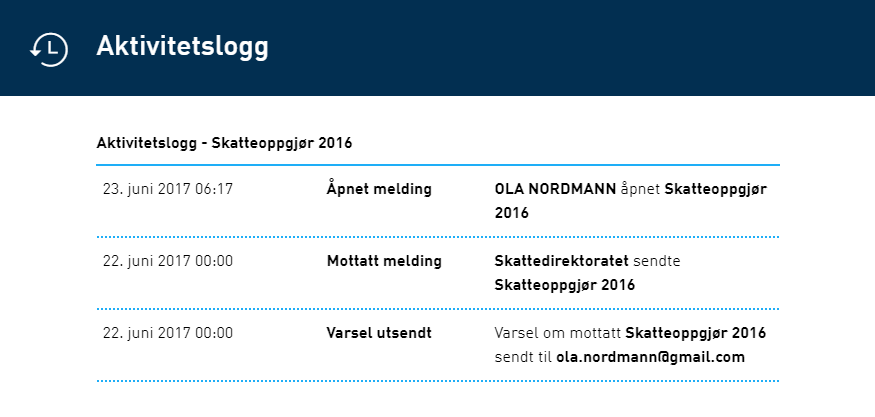 Aktivitetslogg
Aktivitetslogg - Skatteoppgjør 2016
23. juni 2017 06:17 Åpnet melding OLA NORDMANN åpnet Skatteoppgjør
2016
22. juni 2017 00:00 Mottatt melding Skattedirektoratet sendte
Skatteoppgjør 2016
22. juni 2017 00:00 Varsel utsendt Varsel om mottatt Skatteoppgjør 2016
sendt til ola.nordmann@gmail.com